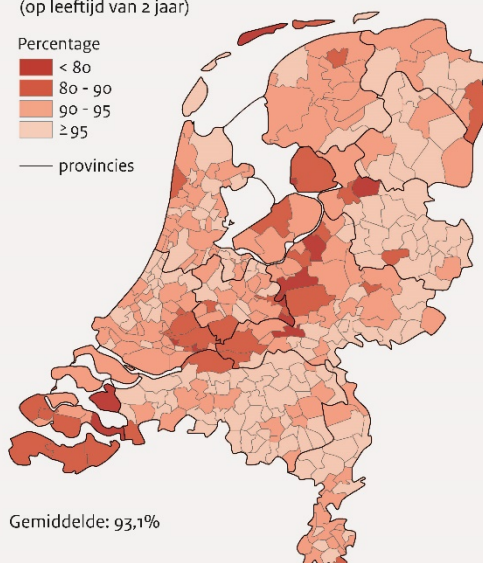 (op leeftijd van 2 jaar)
Percentage
< 80
80 - 90
90 - 95
≥95
provincies
Gemiddelde: 93,1%